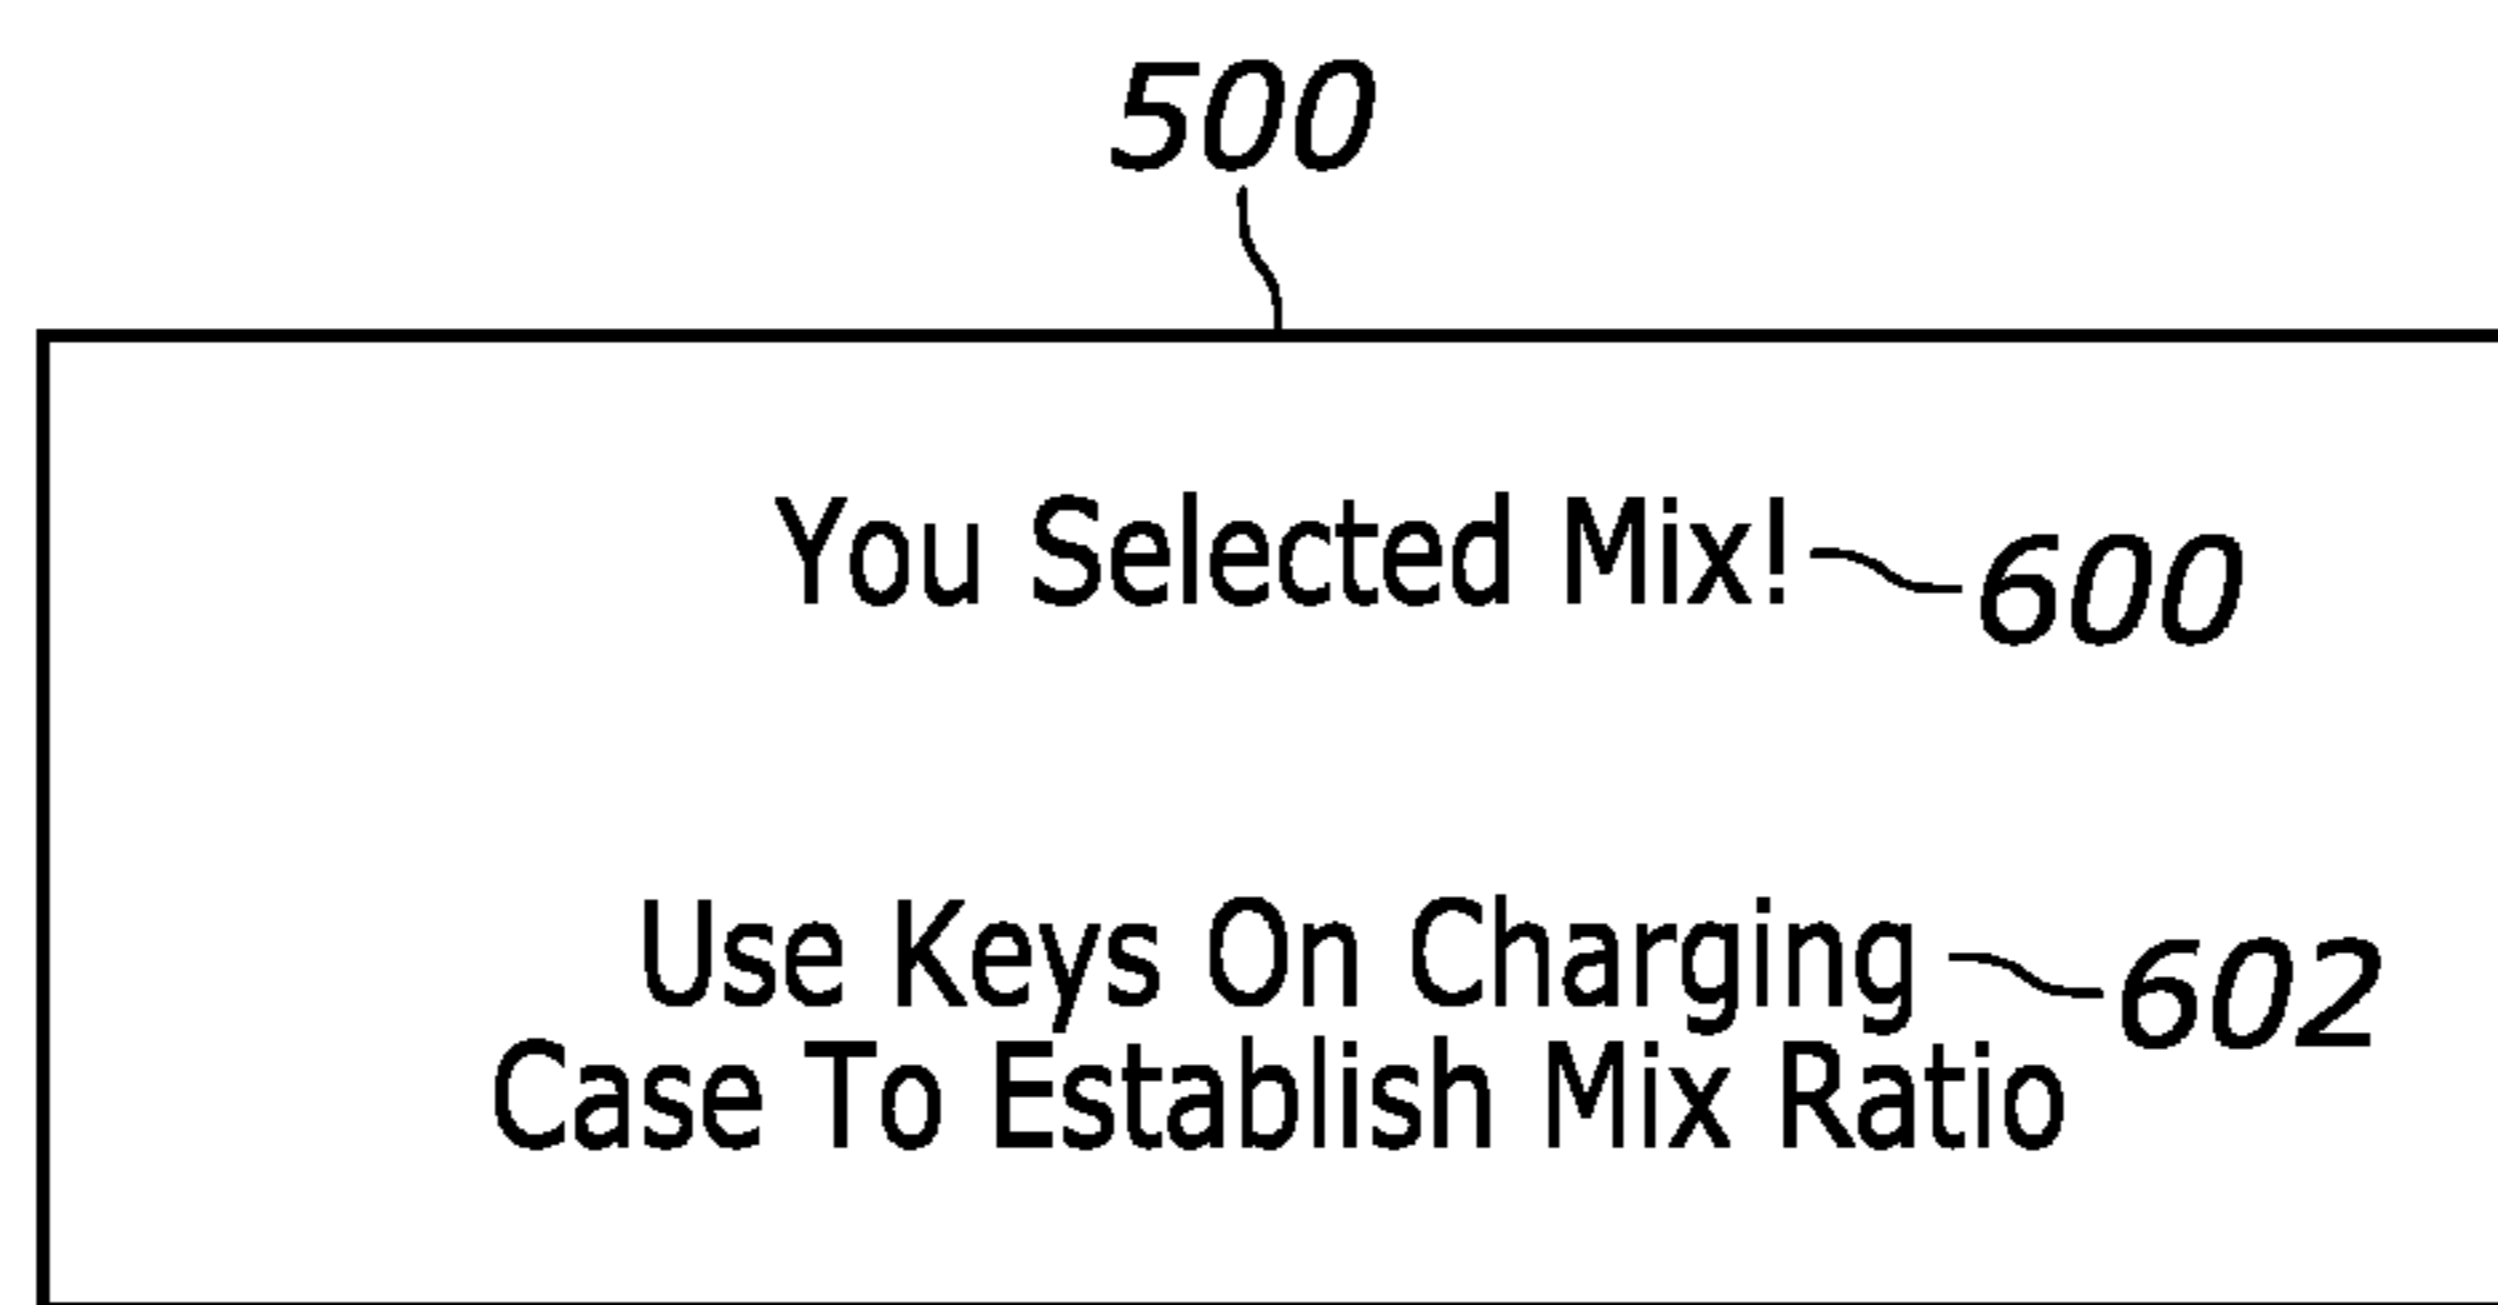 500
You Selected Mix! 600
Use Keys On Charging 602
Case To Establish Mix Ratio